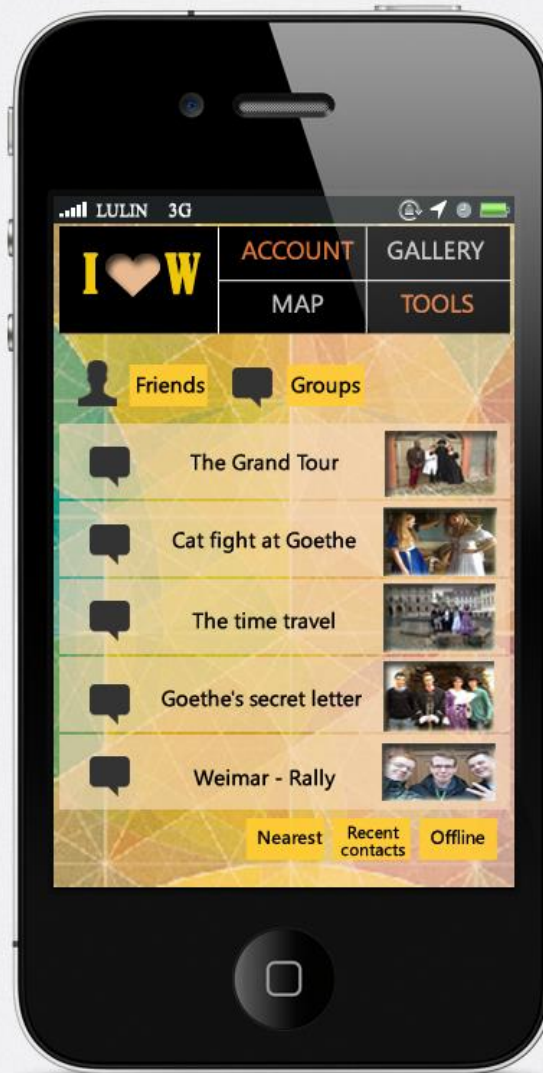 LULIN 3G
I W
ACCOUNT GALLERY
MAP TOOLS
Friends Groups
The Grand Tour
Cat fight at Goethe
The time travel
Goethe's secret letter
Weimar - Rally
Nearest Recent contacts Offline